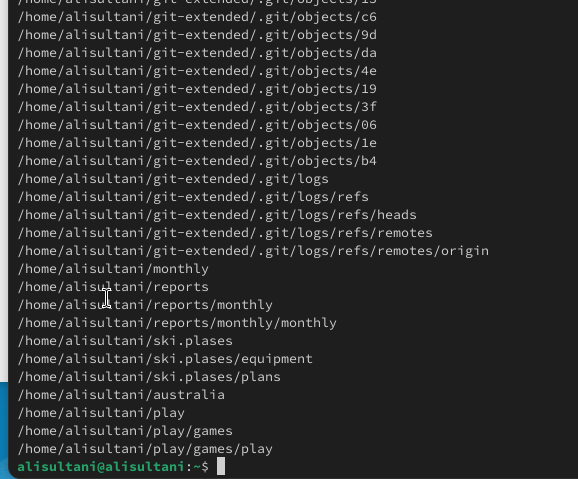 /home/alisultani/git-extended/.git/objects/15
/home/alisultani/git-extended/.git/objects/c6
/home/alisultani/git-extended/.git/objects/9d
/home/alisultani/git-extended/.git/objects/da
/home/alisultani/git-extended/.git/objects/4e
/home/alisultani/git-extended/.git/objects/19
/home/alisultani/git-extended/.git/objects/3f
/home/alisultani/git-extended/.git/objects/06
/home/alisultani/git-extended/.git/objects/1e
/home/alisultani/git-extended/.git/objects/b4
/home/alisultani/git-extended/.git/logs
/home/alisultani/git-extended/.git/logs/refs
/home/alisultani/git-extended/.git/logs/refs/heads
/home/alisultani/git-extended/.git/logs/refs/remotes
/home/alisultani/git-extended/.git/logs/refs/remotes/origin
/home/alisultani/monthly
/home/alisultani/reports
/home/alisultani/reports/monthly
/home/alisultani/reports/monthly/monthly
/home/alisultani/ski.plases
/home/alisultani/ski.plases/equipment
/home/alisultani/ski.plases/plans
/home/alisultani/australia
/home/alisultani/play
/home/alisultani/play/games
/home/alisultani/play/games/play
alisultani@alisultani:~$